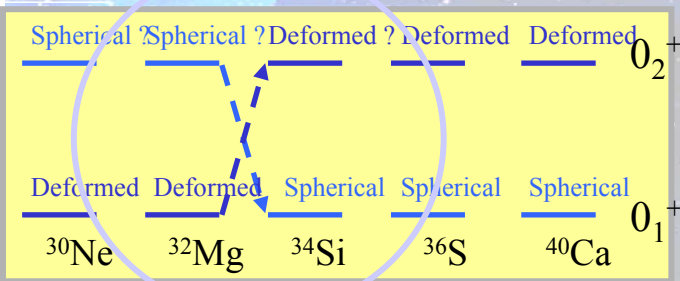 Spherical ? Spherical ? Deformed ? Deformed Deformed 0₂⁺
Deformed Deformed Spherical Spherical Spherical 0₁⁺
³⁰Ne ³²Mg ³⁴Si ³⁶S ⁴⁰Ca